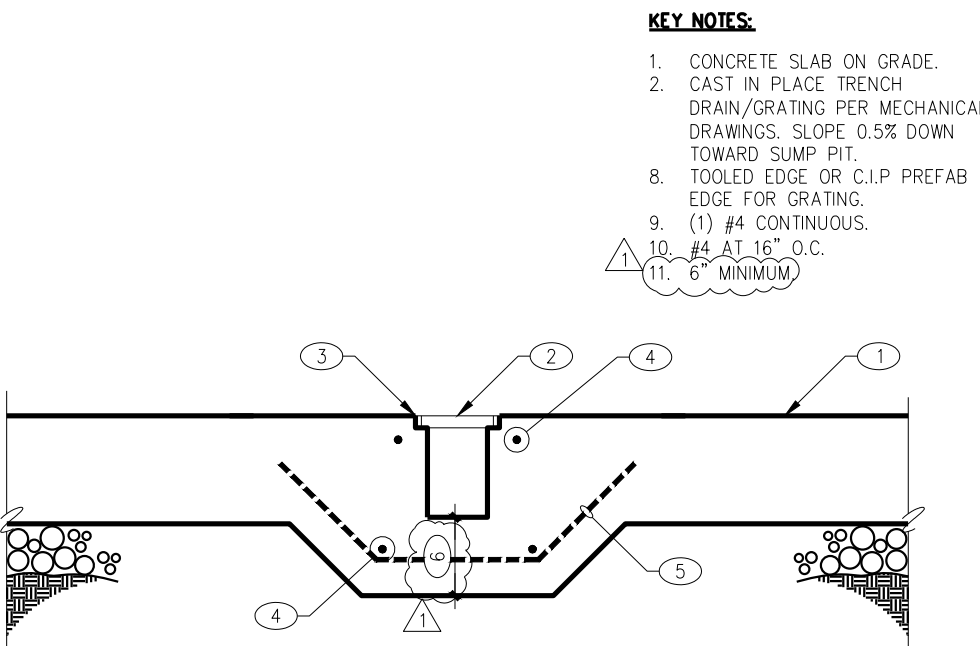 KEY NOTES:
1. CONCRETE SLAB ON GRADE.
2. CAST IN PLACE TRENCH
DRAIN/GRATING PER MECHANICAL
DRAWINGS. SLOPE 0.5% DOWN
TOWARD SUMP PIT.
8. TOOLED EDGE OR C.I.P PREFAB
EDGE FOR GRATING.
9. (1) #4 CONTINUOUS.
10. #4 AT 16" O.C.
1
11. 6" MINIMUM.
3
2
4
1
6
5
4
1